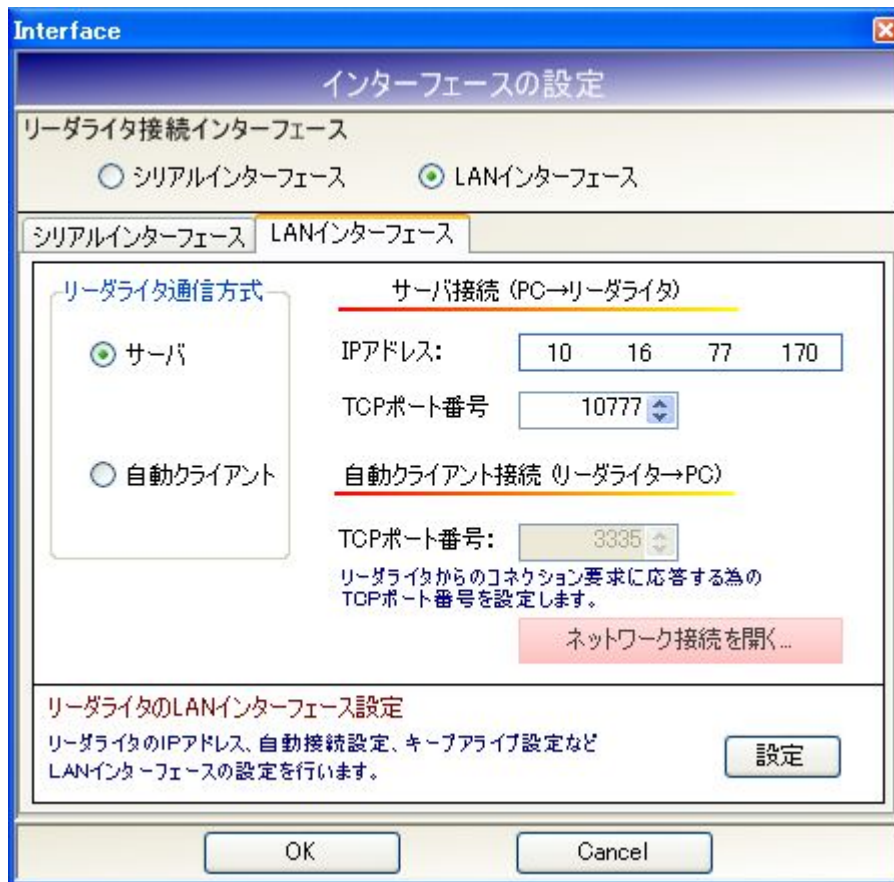 Interface
インターフェースの設定
リーダライタ接続インターフェース
シリアルインターフェース LANインターフェース
シリアルインターフェース LANインターフェース
リーダライタ通信方式
サーバ
自動クライアント
サーバ接続 (PC→リーダライタ)
IPアドレス: 10 16 77 170
TCPポート番号 10777
自動クライアント接続 (リーダライタ→PC)
TCPポート番号: 3335
リーダライタからのコネクション要求に応答する為の
TCPポート番号を設定します。
ネットワーク接続を開く...
リーダライタのLANインターフェース設定
リーダライタのIPアドレス、自動接続設定、キープアライブ設定など
LANインターフェースの設定を行います。
設定
OK Cancel